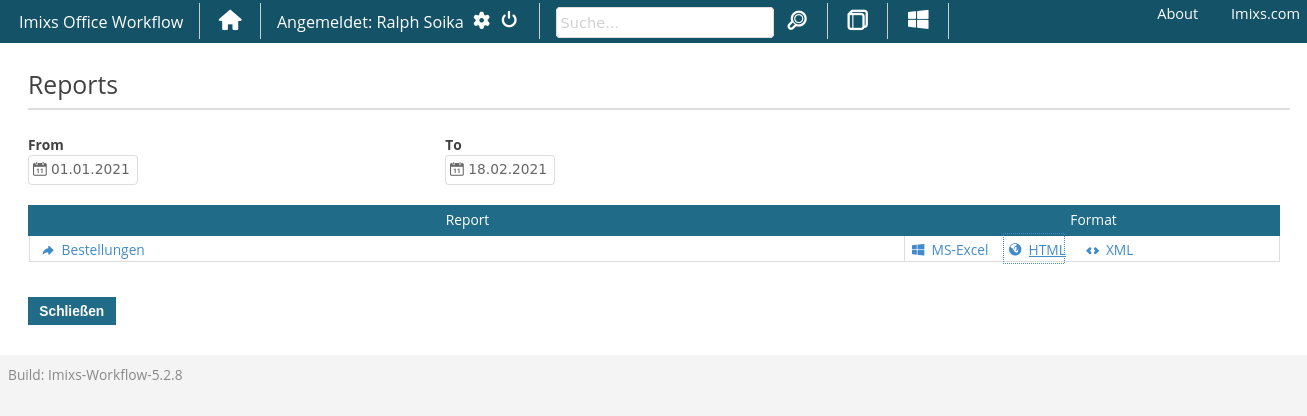 Imixs Office Workflow Angemeldet: Ralph Soika Suche... About Imixs.com
Reports
From To
01.01.2021 18.02.2021
Report Format
Bestellungen MS-Excel HTML XML
Schließen
Build: Imixs-Workflow-5.2.8